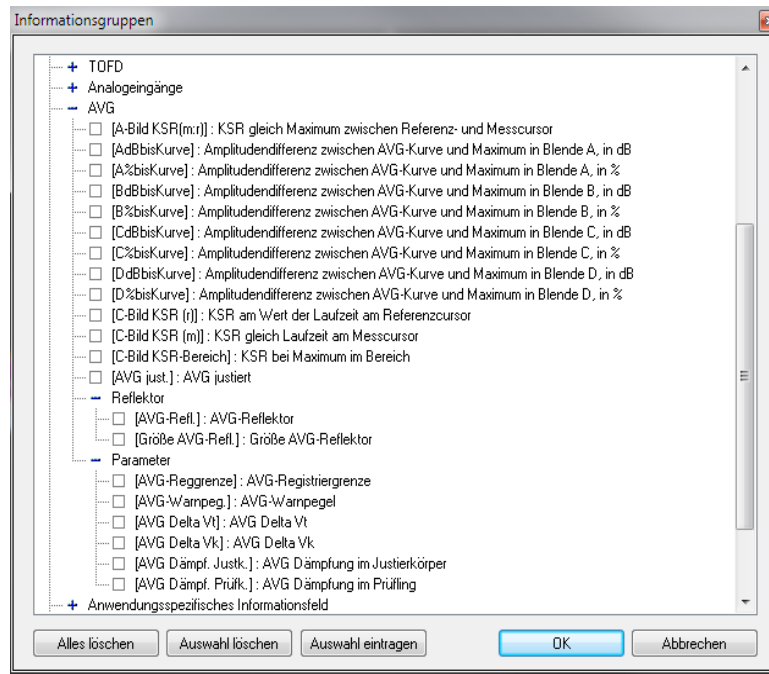 Informationsgruppen
TOFD
Analogeingänge
AVG
[A-Bild KSR(m:r)] : KSR gleich Maximum zwischen Referenz- und Messcursor
[AdBbisKurve] : Amplitudendifferenz zwischen AVG-Kurve und Maximum in Blende A, in dB
[A%bisKurve] : Amplitudendifferenz zwischen AVG-Kurve und Maximum in Blende A, in %
[BdBbisKurve] : Amplitudendifferenz zwischen AVG-Kurve und Maximum in Blende B, in dB
[B%bisKurve] : Amplitudendifferenz zwischen AVG-Kurve und Maximum in Blende B, in %
[CdBbisKurve] : Amplitudendifferenz zwischen AVG-Kurve und Maximum in Blende C, in dB
[C%bisKurve] : Amplitudendifferenz zwischen AVG-Kurve und Maximum in Blende C, in %
[DdBbisKurve] : Amplitudendifferenz zwischen AVG-Kurve und Maximum in Blende D, in dB
[D%bisKurve] : Amplitudendifferenz zwischen AVG-Kurve und Maximum in Blende D, in %
[C-Bild KSR (r)] : KSR am Wert der Laufzeit am Referenzcursor
[C-Bild KSR (m)] : KSR gleich Laufzeit am Messcursor
[C-Bild KSR-Bereich] : KSR bei Maximum im Bereich
[AVG just.] : AVG justiert
Reflektor
[AVG-Refl.] : AVG-Reflektor
[Größe AVG-Refl.] : Größe AVG-Reflektor
Parameter
[AVG-Reggrenze] : AVG-Registriergrenze
[AVG-Warnpeg.] : AVG-Warnpegel
[AVG Delta Vt] : AVG Delta Vt
[AVG Delta Vk] : AVG Delta Vk
[AVG Dämpf. Justk.] : AVG Dämpfung im Justierkörper
[AVG Dämpf. Prüfk.] : AVG Dämpfung im Prüfling
Anwendungsspezifisches Informationsfeld
Alles löschen Auswahl löschen Auswahl eintragen OK Abbrechen